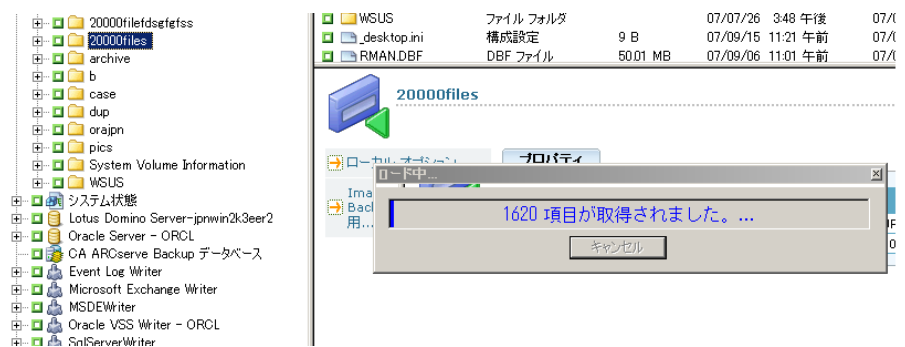 20000filefdsgfgfss
20000files
archive
b
case
dup
orajpn
pics
System Volume Information
WSUS
システム状態
Lotus Domino Server-jpnwin2k3eer2
Oracle Server - ORCL
CA ARCserve Backup データベース
Event Log Writer
Microsoft Exchange Writer
MSDEWriter
Oracle VSS Writer - ORCL
SqlServerWriter
WSUS ファイル フォルダ 07/07/26 3:48 午後
_desktop.ini 構成設定 9 B 07/09/15 11:21 午前
RMAN.DBF DBF ファイル 50.01 MB 07/09/06 11:01 午前
20000files
ローカル オプション
プロパティ
用...
ロード中...
1620 項目が取得されました。...
キャンセル